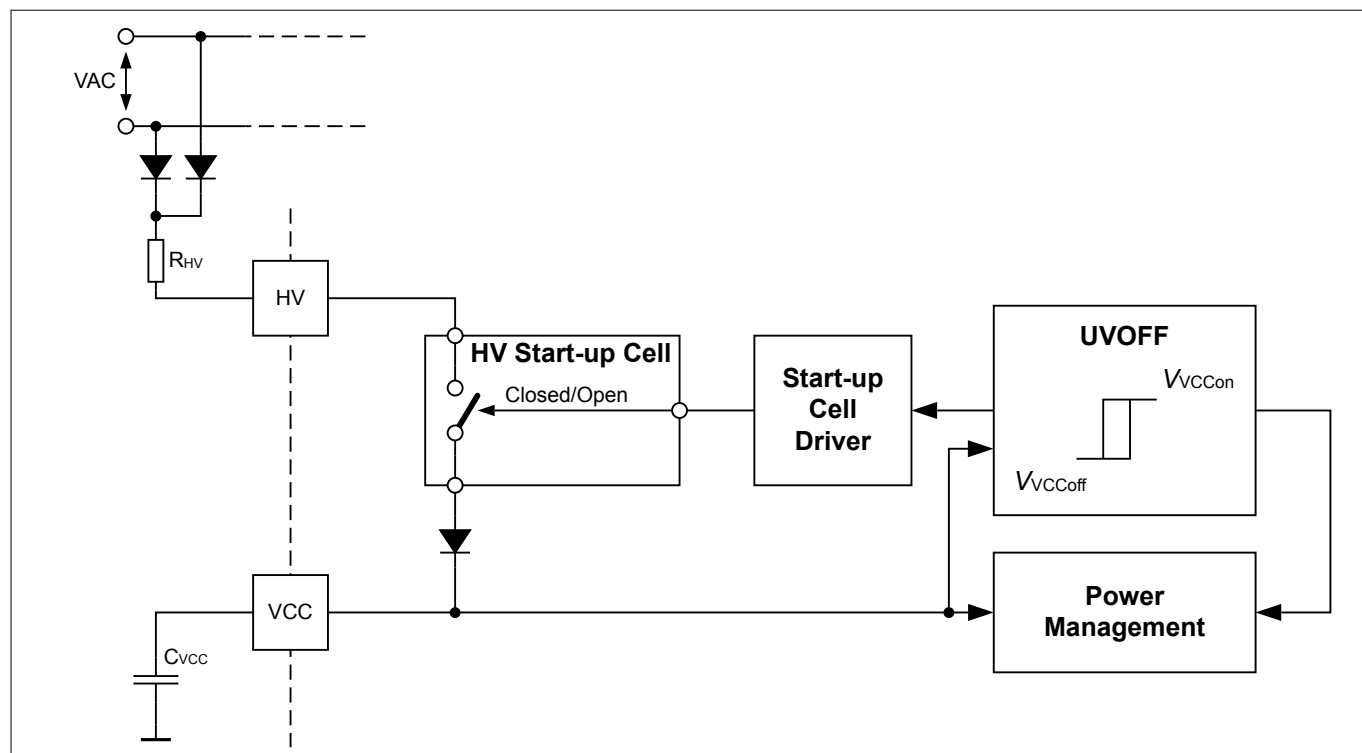 VAC
RHV
HV
HV Start-up Cell
Closed/Open
Start-up
Cell
Driver
UVOFF
VVCCon
VVCCoff
VCC
CVCC
Power
Management